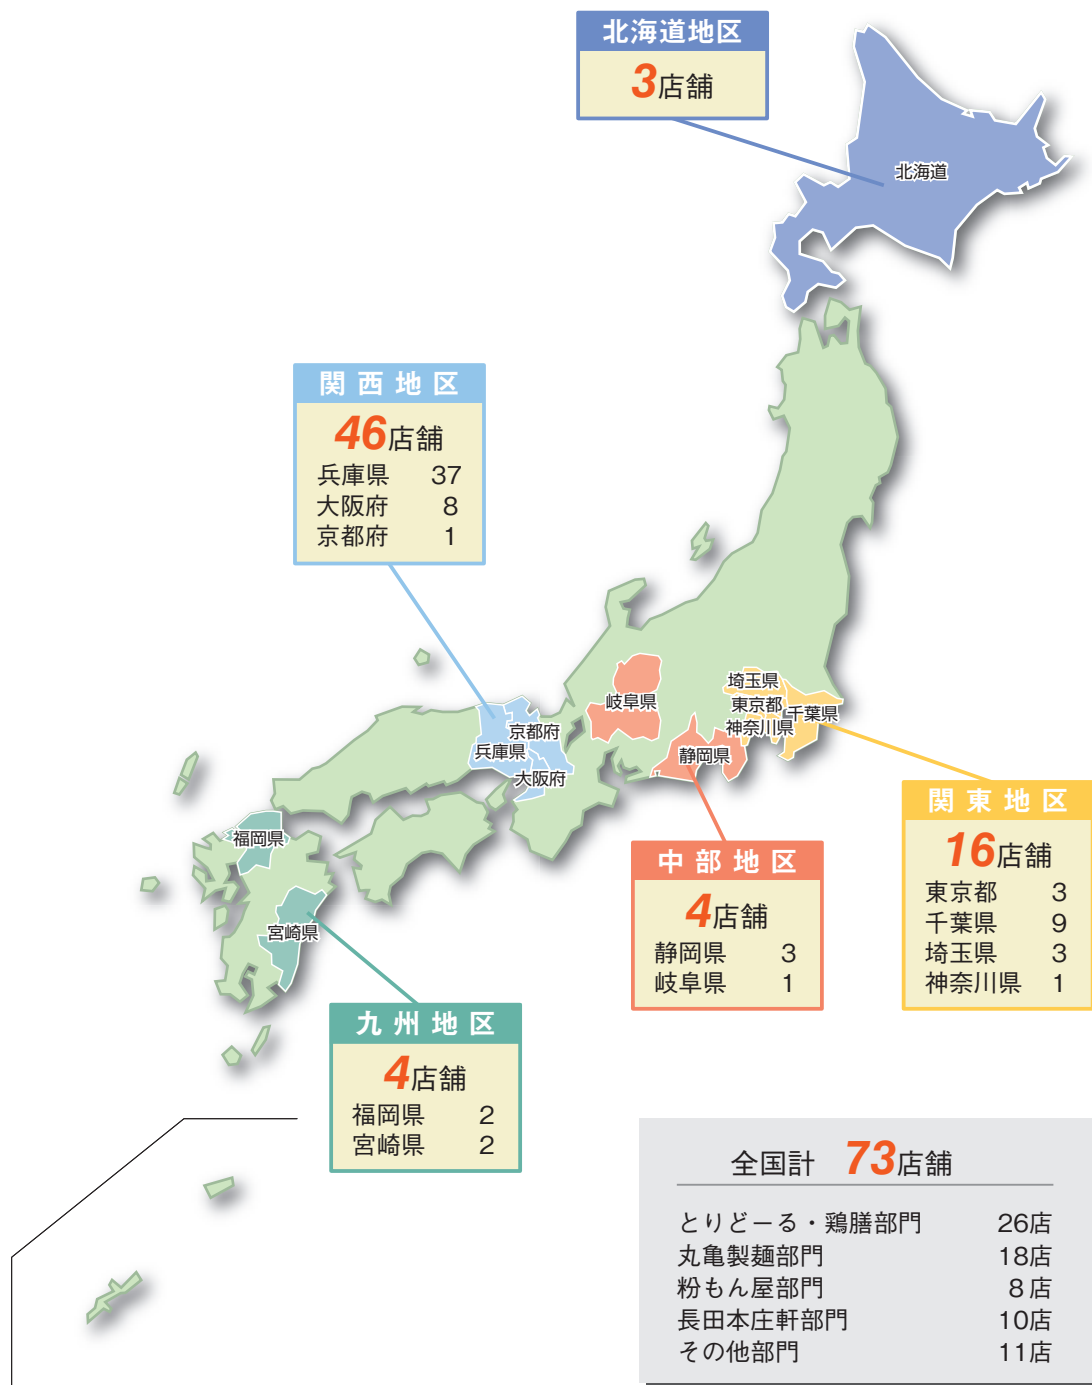 北海道地区
3店舗
北海道
関西地区
46店舗
兵庫県 37
大阪府 8
京都府 1
岐阜県
埼玉県
東京都
千葉県
神奈川県
京都府
兵庫県
静岡県
大阪府
関東地区
16店舗
東京都 3
千葉県 9
埼玉県 3
神奈川県 1
福岡県
中部地区
4店舗
静岡県 3
岐阜県 1
宮崎県
九州地区
4店舗
福岡県 2
宮崎県 2
全国計 73店舗
とりどーる・鶏膳部門 26店
丸亀製麺部門 18店
粉もん屋部門 8店
長田本庄軒部門 10店
その他部門 11店